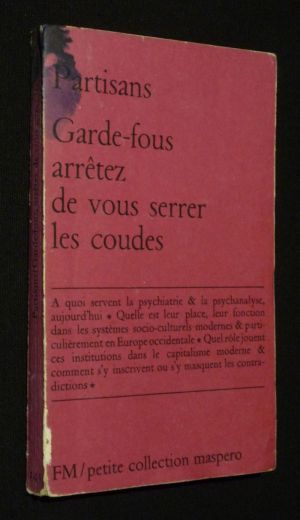 Partisans
Garde-fous
arrêtez
de vous serrer
les coudes
A quoi servent la psychiatrie & la psychanalyse,
aujourd'hui ★ Quelle est leur place, leur fonction
dans les systèmes socio-culturels modernes & parti-
culièrement en Europe occidentale ★ Quel rôle jouent
ces institutions dans le capitalisme moderne &
comment s'y inscrivent ou s'y masquent les contra-
dictions ★
FM/petite collection maspero